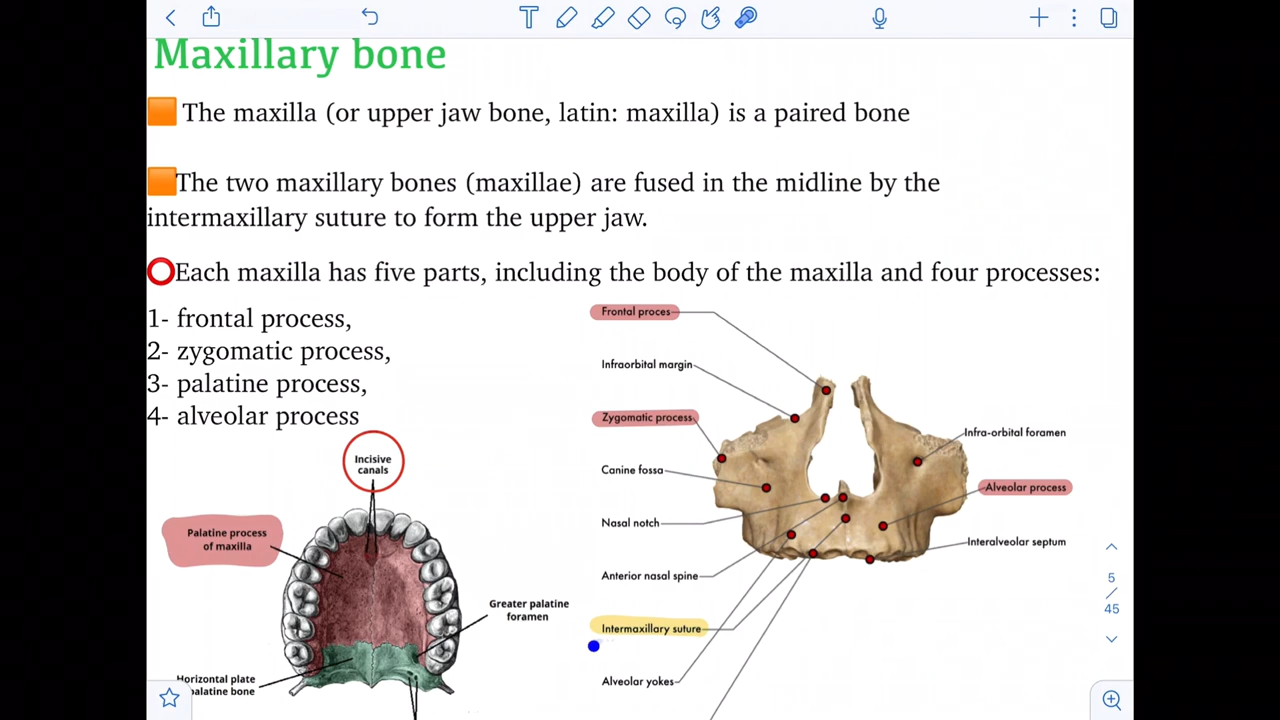 Maxillary bone
The maxilla (or upper jaw bone, latin: maxilla) is a paired bone
The two maxillary bones (maxillae) are fused in the midline by the
intermaxillary suture to form the upper jaw.
Each maxilla has five parts, including the body of the maxilla and four processes:
1- frontal process,
2- zygomatic process,
3- palatine process,
4- alveolar process
Incisive
canals
Palatine process
of maxilla
Greater palatine
foramen
Horizontal plate
palatine bone
Frontal proces
Infraorbital margin
Zygomatic process
Canine fossa
Nasal notch
Anterior nasal spine
Intermaxillary suture
Alveolar yokes
Infra-orbital foramen
Alveolar process
Interalveolar septum
5
/
45